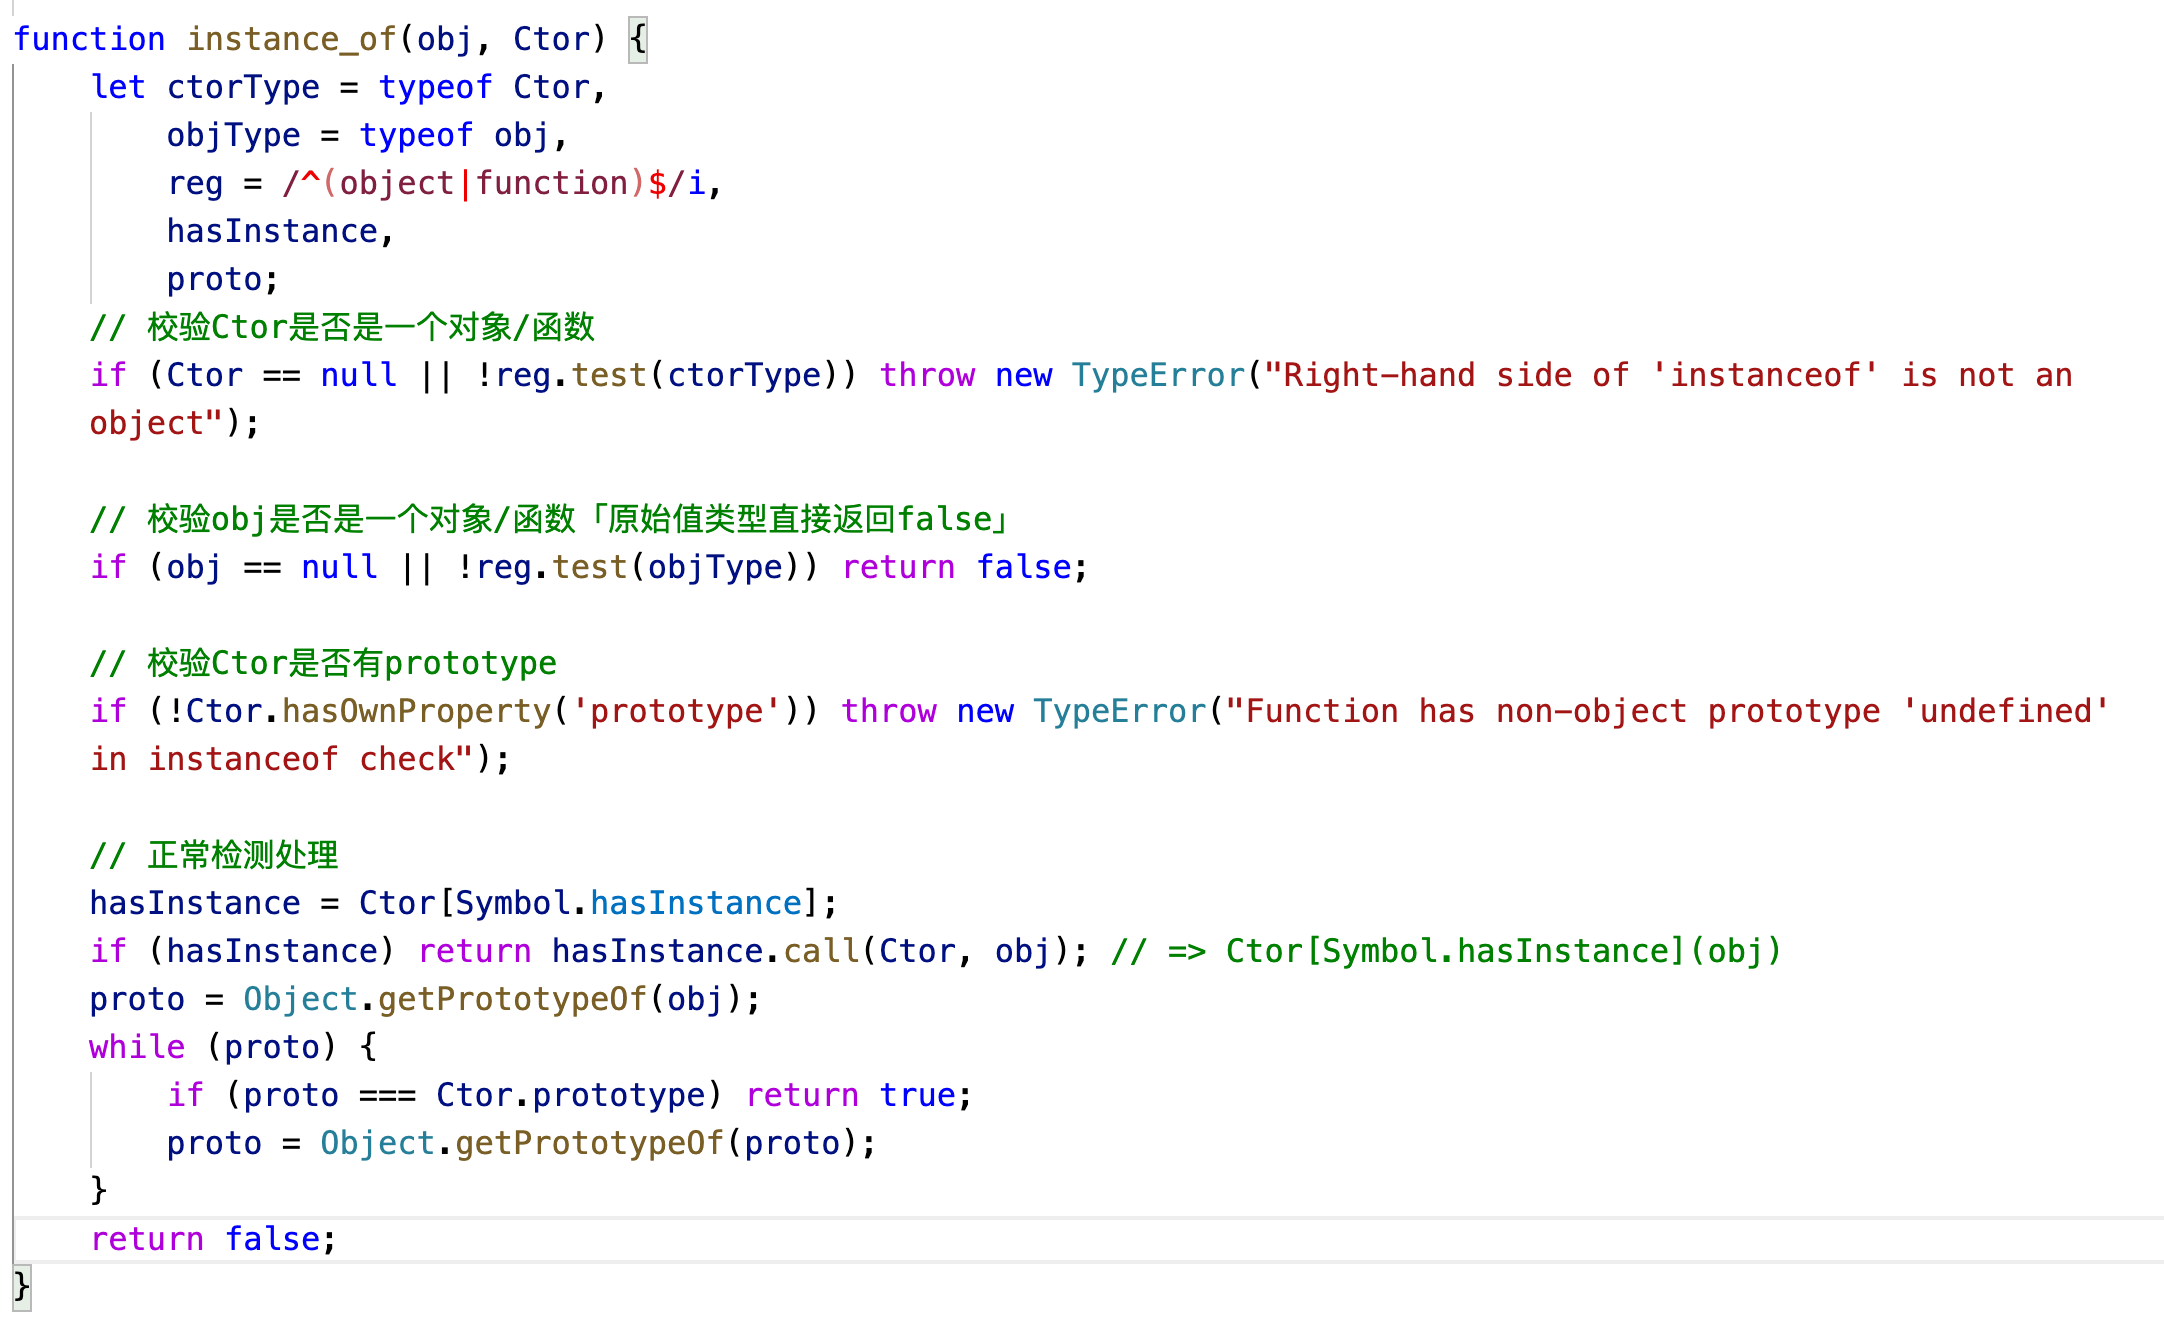 function instance_of(obj, Ctor) {
    let ctorType = typeof Ctor,
        objType = typeof obj,
        reg = /^(object|function)$/i,
        hasInstance,
        proto;
    // 校验Ctor是否是一个对象/函数
    if (Ctor == null || !reg.test(ctorType)) throw new TypeError("Right-hand side of 'instanceof' is not an
    object");
    // 校验obj是否是一个对象/函数「原始值类型直接返回false」
    if (obj == null || !reg.test(objType)) return false;
    // 校验Ctor是否有prototype
    if (!Ctor.hasOwnProperty('prototype')) throw new TypeError("Function has non-object prototype 'undefined'
    in instanceof check");
    // 正常检测处理
    hasInstance = Ctor[Symbol.hasInstance];
    if (hasInstance) return hasInstance.call(Ctor, obj); // => Ctor[Symbol.hasInstance](obj)
    proto = Object.getPrototypeOf(obj);
    while (proto) {
        if (proto === Ctor.prototype) return true;
        proto = Object.getPrototypeOf(proto);
    }
    return false;
}